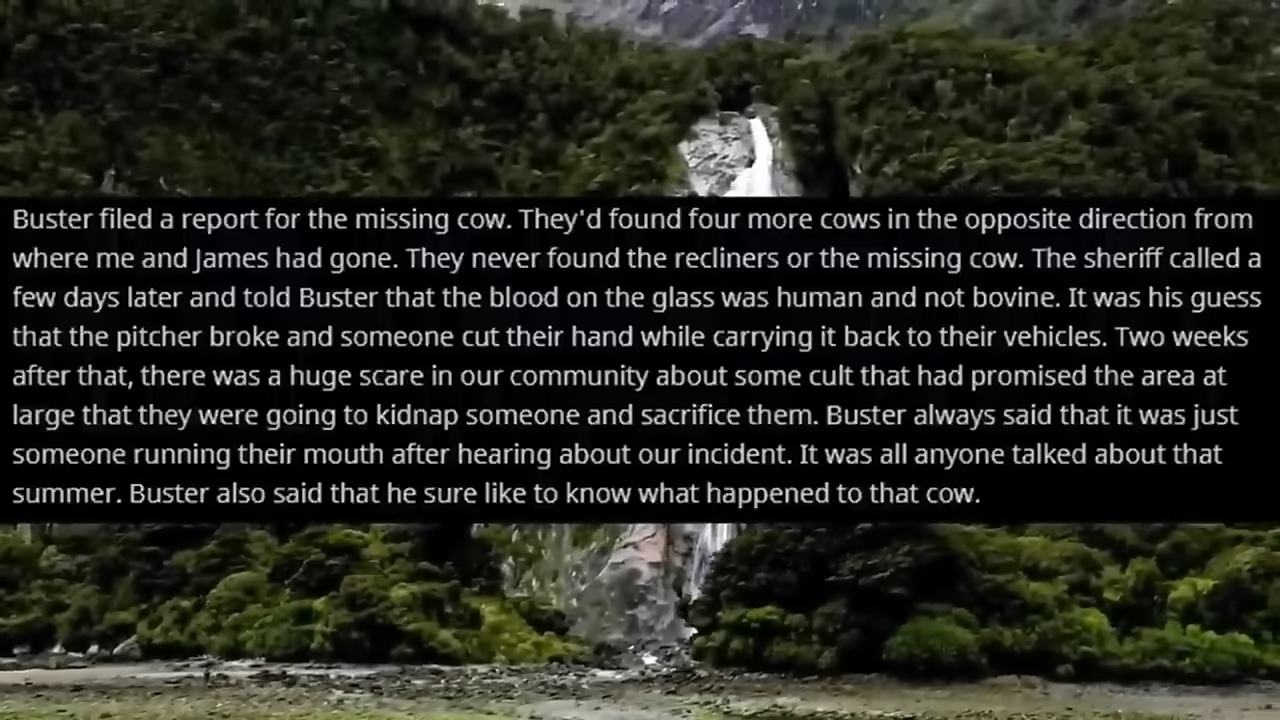 Buster filed a report for the missing cow. They'd found four more cows in the opposite direction from
where me and James had gone. They never found the recliners or the missing cow. The sheriff called a
few days later and told Buster that the blood on the glass was human and not bovine. It was his guess
that the pitcher broke and someone cut their hand while carrying it back to their vehicles. Two weeks
after that, there was a huge scare in our community about some cult that had promised the area at
large that they were going to kidnap someone and sacrifice them. Buster always said that it was just
someone running their mouth after hearing about our incident. It was all anyone talked about that
summer. Buster also said that he sure like to know what happened to that cow.